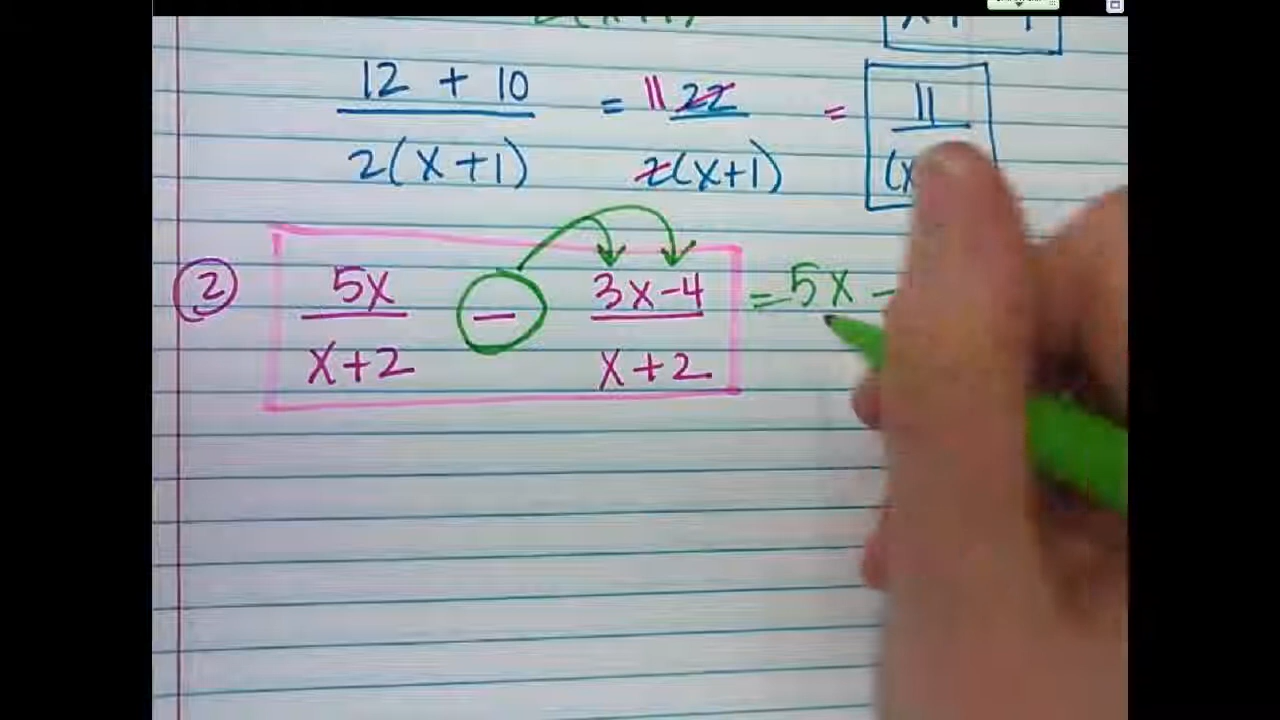 12 + 10 / 2(x+1) = 11 22 / 2(x+1) = 11 / (x
② 5x / x+2 − 3x-4 / x+2 = 5x −